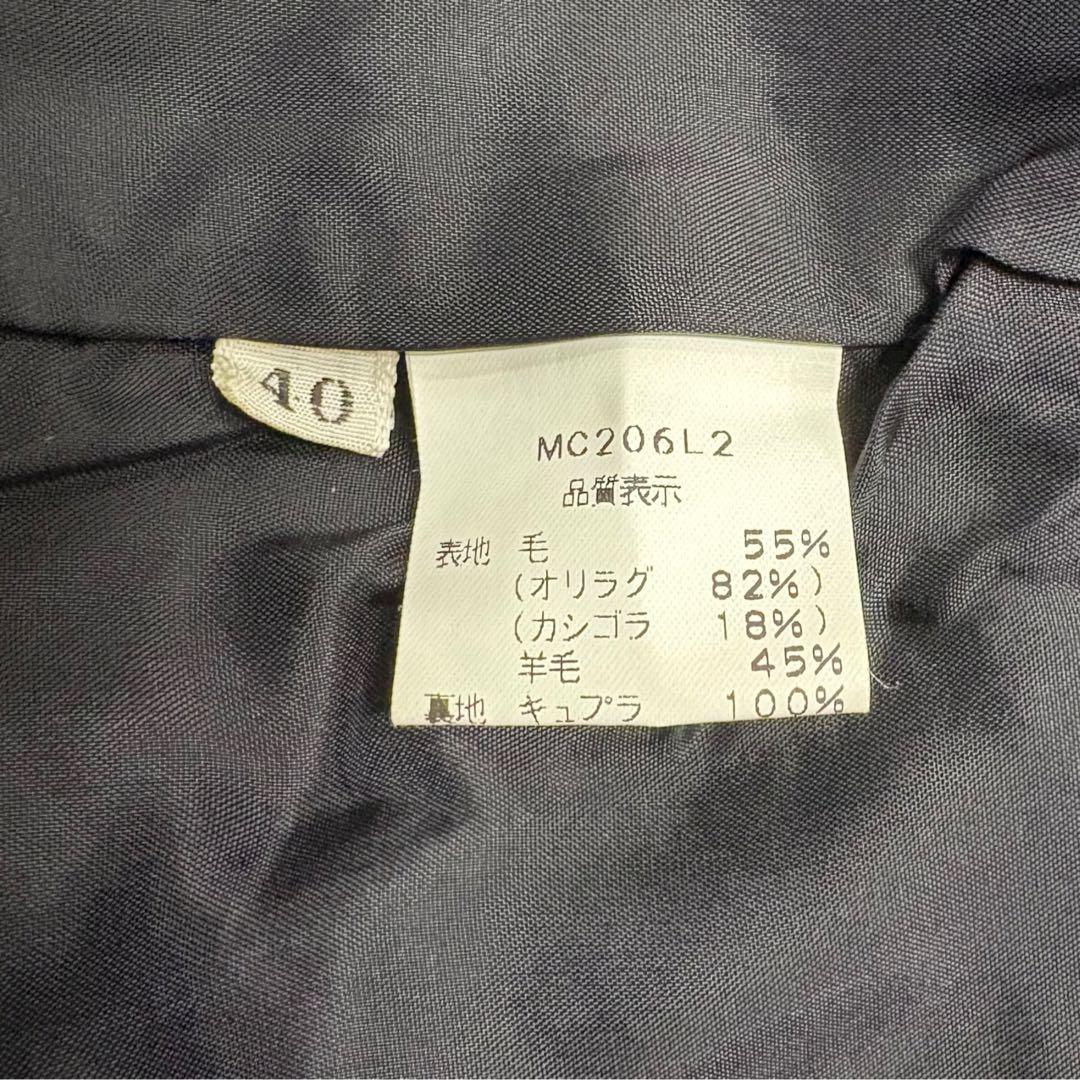 40
MC206L2
品質表示
表地 毛 55%
(オリラグ 82%)
(カシゴラ 18%)
羊毛 45%
裏地 キュプラ 100%